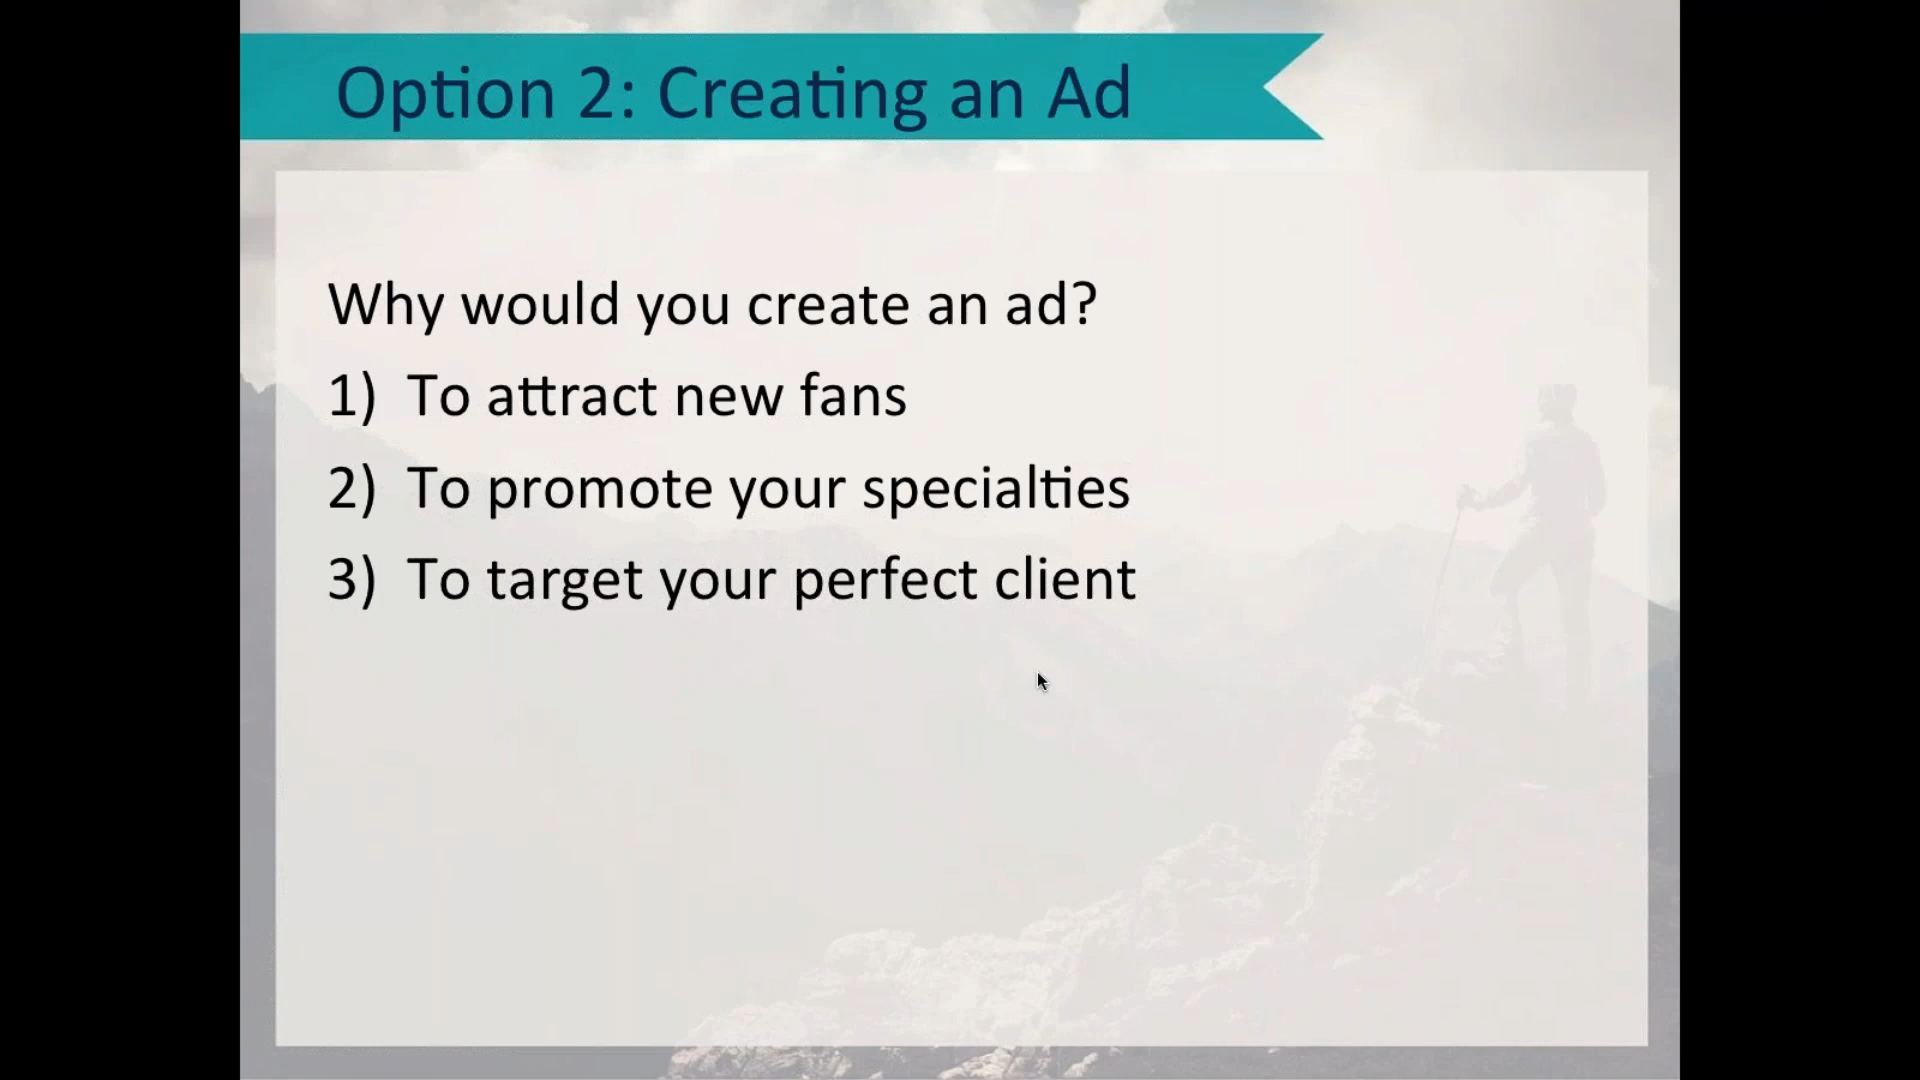 Option 2: Creating an Ad
Why would you create an ad?
1) To attract new fans
2) To promote your specialties
3) To target your perfect client